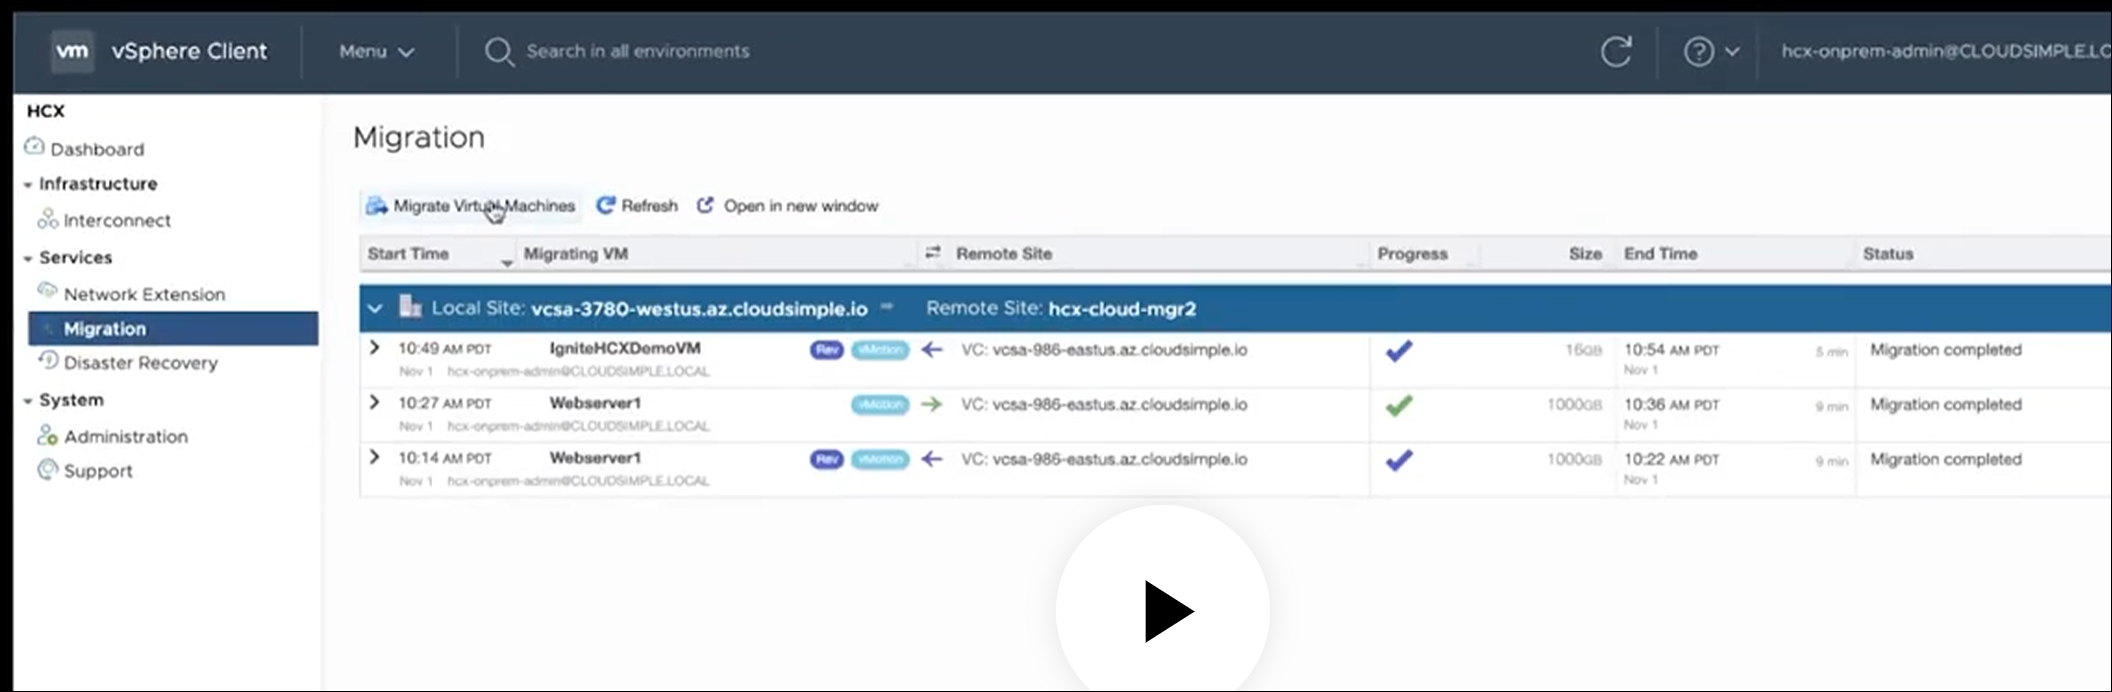 vm vSphere Client Menu Search in all environments hcx-onprem-admin@CLOUDSIMPLE.LC
HCX
Dashboard
Infrastructure
Interconnect
Services
Network Extension
Migration
Disaster Recovery
System
Administration
Support
Migration
Migrate Virtual Machines Refresh Open in new window
Start Time Migrating VM Remote Site Progress Size End Time Status
Local Site: vcsa-3780-westus.az.cloudsimple.io Remote Site: hcx-cloud-mgr2
10:49 AM PDT IgniteHCXDemoVM Rev vMotion VC: vcsa-986-eastus.az.cloudsimple.io 16GB 10:54 AM PDT 5 min Migration completed
Nov 1 hcx-onprem-admin@CLOUDSIMPLE.LOCAL Nov 1
10:27 AM PDT Webserver1 vMotion VC: vcsa-986-eastus.az.cloudsimple.io 1000GB 10:36 AM PDT 9 min Migration completed
Nov 1 hcx-onprem-admin@CLOUDSIMPLE.LOCAL Nov 1
10:14 AM PDT Webserver1 Rev vMotion VC: vcsa-986-eastus.az.cloudsimple.io 1000GB 10:22 AM PDT 9 min Migration completed
Nov 1 hcx-onprem-admin@CLOUDSIMPLE.LOCAL Nov 1